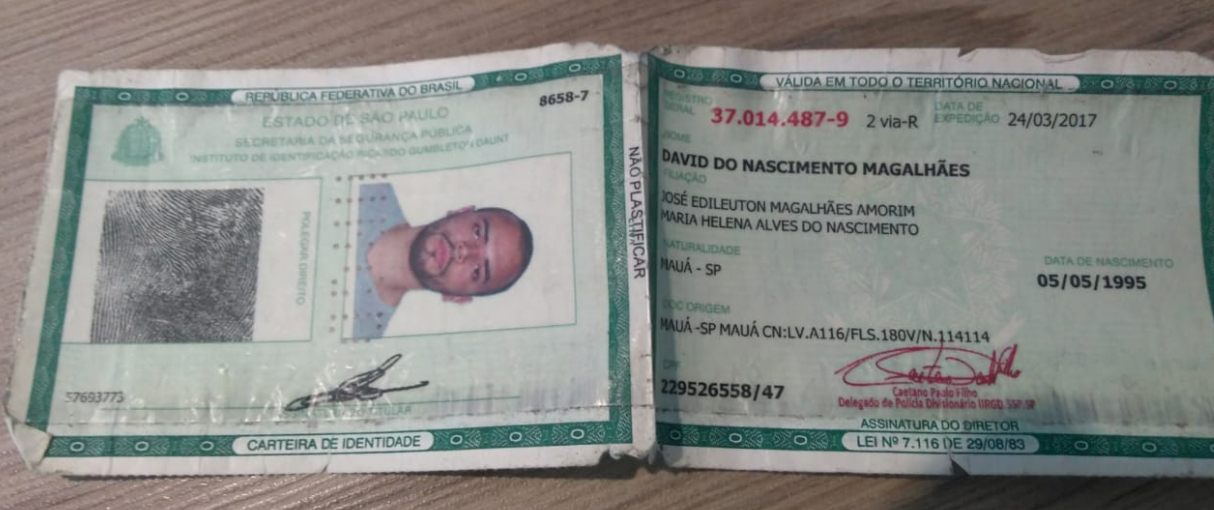 REPÚBLICA FEDERATIVA DO BRASIL
8658-7
ESTADO DE SÃO PAULO
SECRETARIA DA SEGURANÇA PÚBLICA
INSTITUTO DE IDENTIFICAÇÃO RICARDO GUMBLETON DAUNT
POLEGAR DIREITO
57693773
CARTEIRA DE IDENTIDADE
NÃO PLASTIFICAR
VÁLIDA EM TODO O TERRITÓRIO NACIONAL
REGISTRO GERAL 37.014.487-9 2 via-R DATA DE EXPEDIÇÃO 24/03/2017
NOME
DAVID DO NASCIMENTO MAGALHÃES
FILIAÇÃO
JOSÉ EDILEUTON MAGALHÃES AMORIM
MARIA HELENA ALVES DO NASCIMENTO
NATURALIDADE
MAUÁ - SP
DATA DE NASCIMENTO
05/05/1995
DOC ORIGEM
MAUÁ -SP MAUÁ CN:LV.A116/FLS.180V/N.114114
CPF
229526558/47
Caetano Paulo Filho
Delegado de Polícia Divisionário IIRGD.SSP.SP
ASSINATURA DO DIRETOR
LEI Nº 7.116 DE 29/08/83